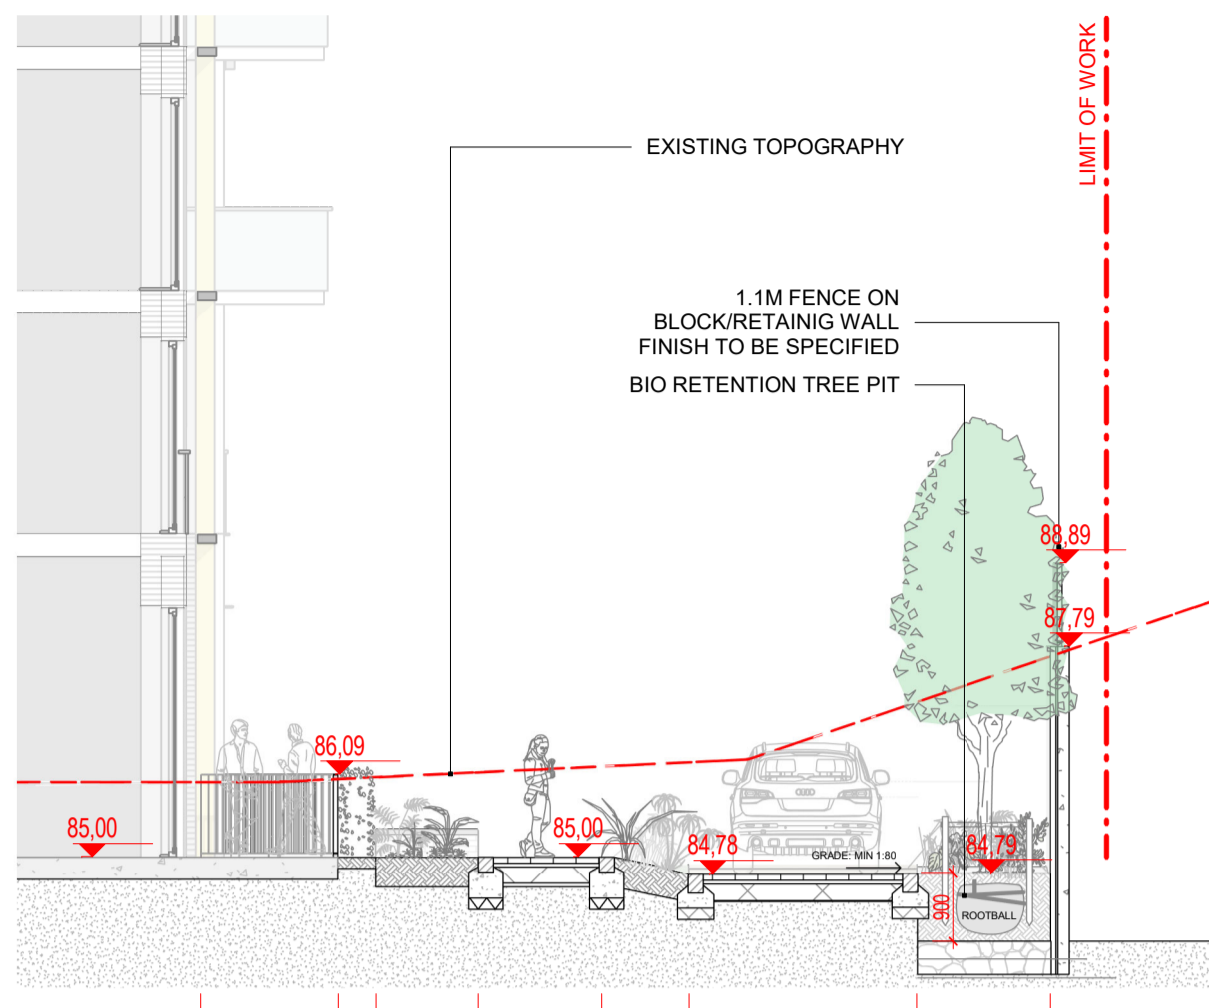 LIMIT OF WORK
EXISTING TOPOGRAPHY
1.1M FENCE ON
BLOCK/RETAINIG WALL
FINISH TO BE SPECIFIED
BIO RETENTION TREE PIT
88,89
87,79
86,09
85,00
85,00
84,78
GRADE: MIN 1:80
84,79
900
ROOTBALL